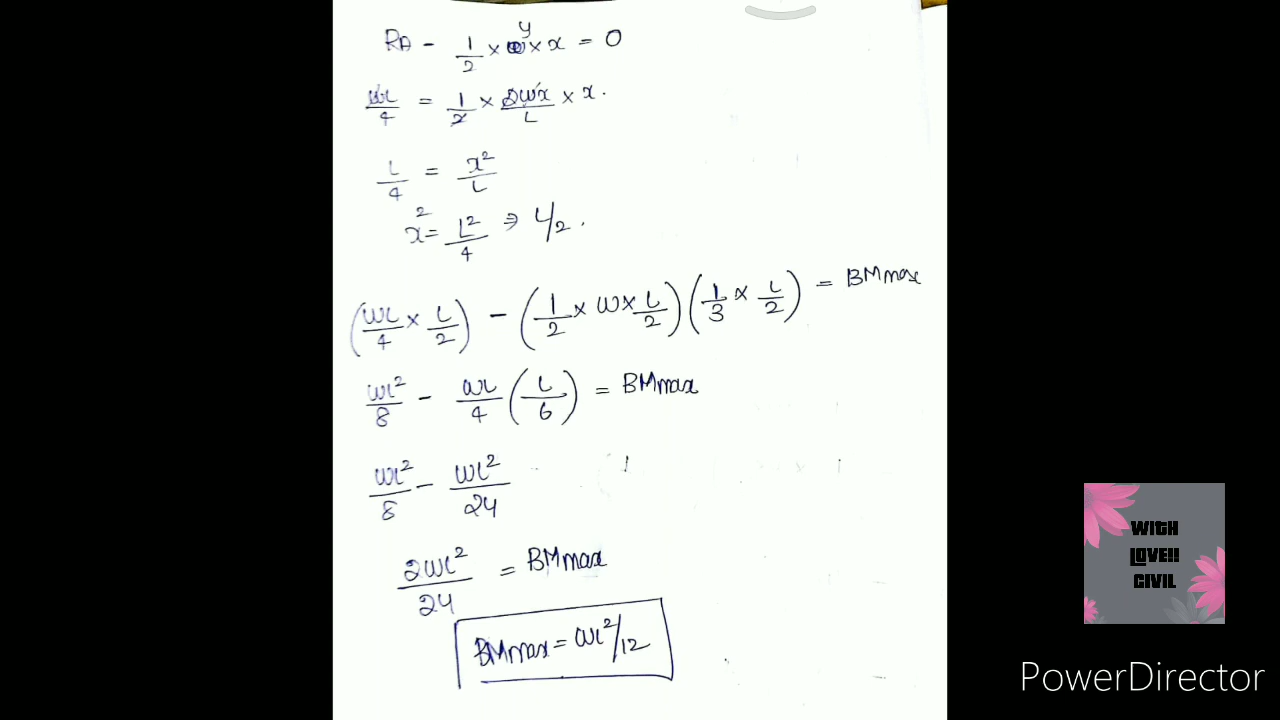 RA - 1/2 × y × x = 0
wL/4 = 1/2 × 2wx/L × x.
L/4 = x²/L
x² = L²/4 ⇒ L/2.
(wL/4 × L/2) - (1/2 × w × L/2)(1/3 × L/2) = BMmax
wL²/8 - wL/4 (L/6) = BMmax
wL²/8 - wL²/24
2wL²/24 = BMmax
BMmax = wL²/12
WITH
LOVE!!
CIVIL
PowerDirector